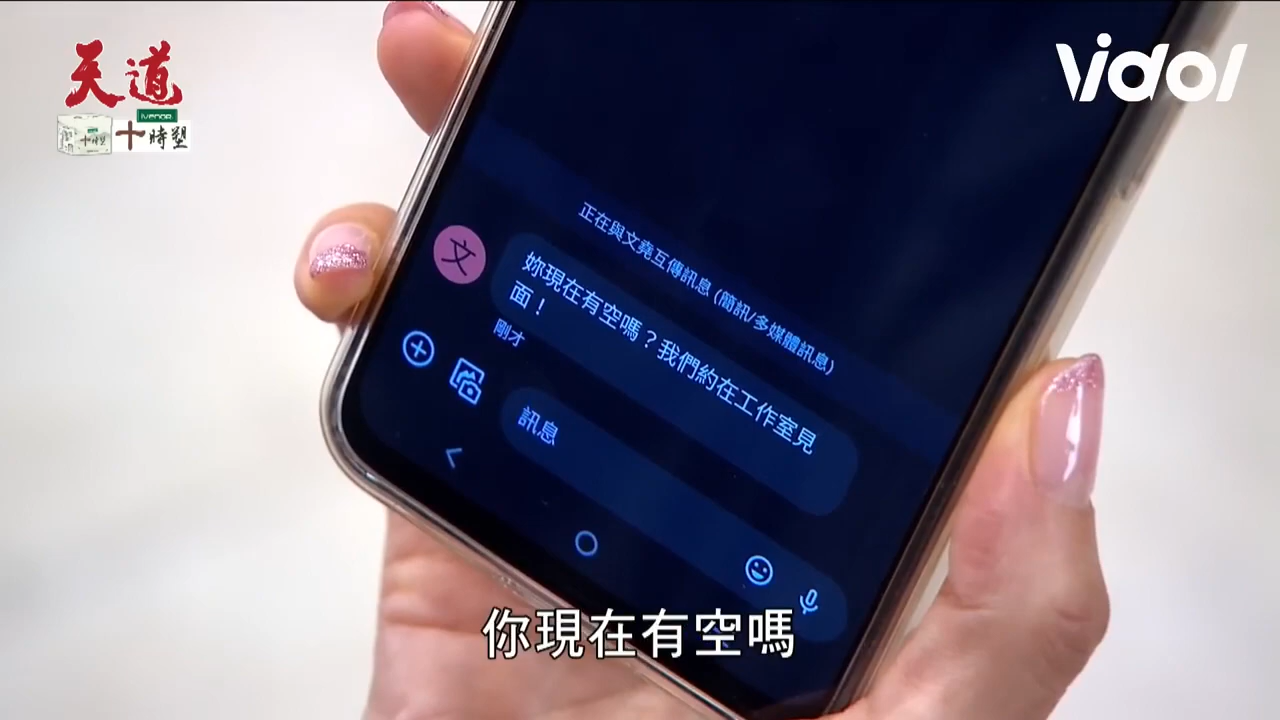 天道
iVENOR
十時塑
Vidol
正在與文堯互傳訊息 (簡訊/多媒體訊息)
文
妳現在有空嗎？我們約在工作室見
面！
剛才
訊息
你現在有空嗎